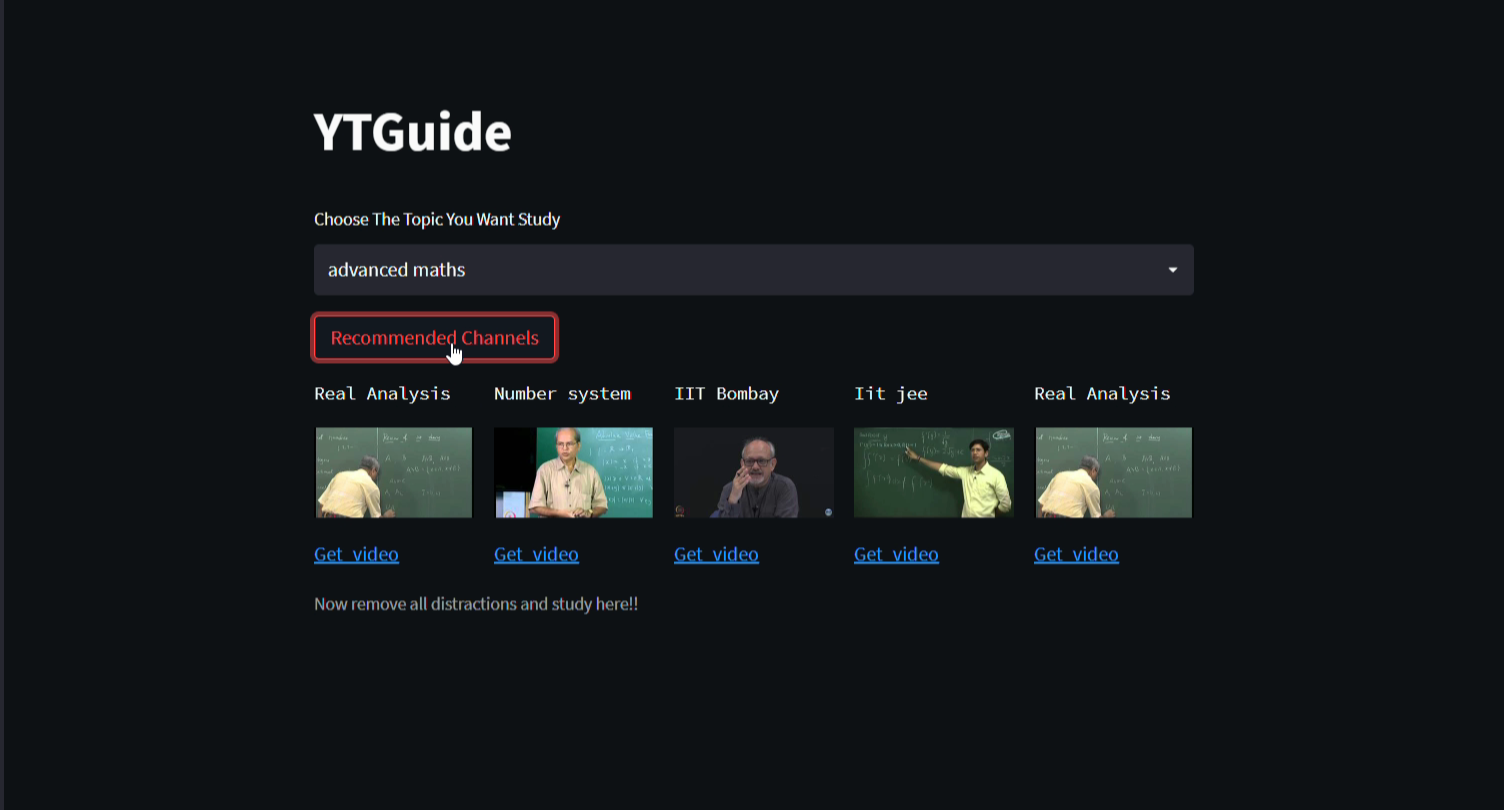 YTGuide
Choose The Topic You Want Study
advanced maths
Recommended Channels
Real Analysis Number system IIT Bombay Iit jee Real Analysis
Get video Get video Get video Get video Get video
Now remove all distractions and study here!!